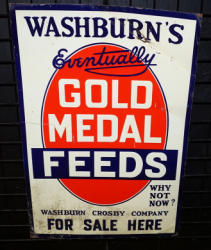 WASHBURN'S
Eventually
GOLD
MEDAL
FEEDS
WHY
NOT
NOW?
WASHBURN CROSBY COMPANY
FOR SALE HERE